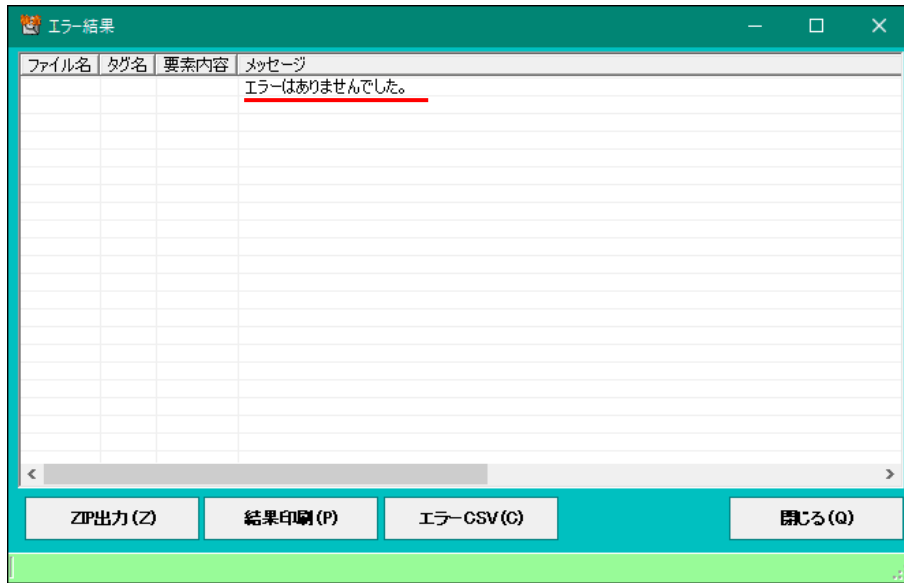 エラー結果
ファイル名 タグ名 要素内容 メッセージ
エラーはありませんでした。
ZIP出力(Z) 結果印刷(P) エラーCSV(C) 閉じる(Q)